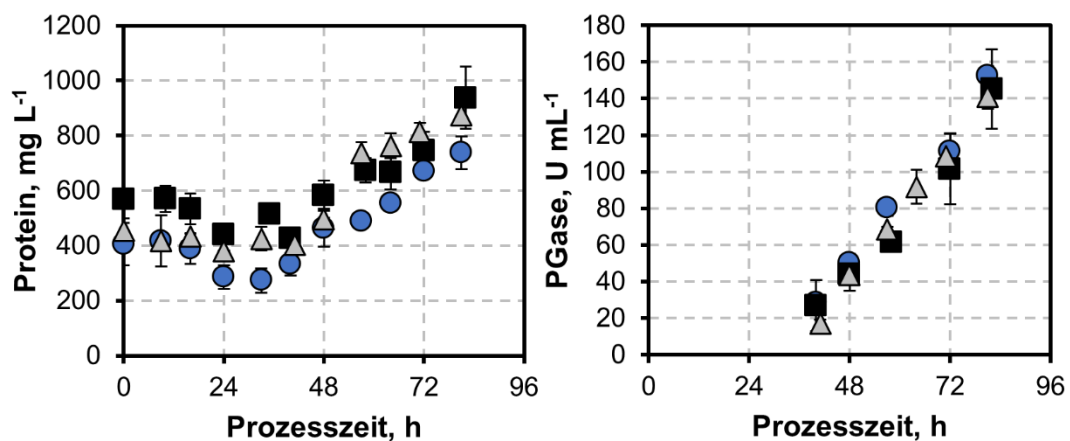 Protein, mg L-1
1200
1000
800
600
400
200
0
0 24 48 72 96
Prozesszeit, h
PGase, U mL-1
180
160
140
120
100
80
60
40
20
0
0 24 48 72 96
Prozesszeit, h